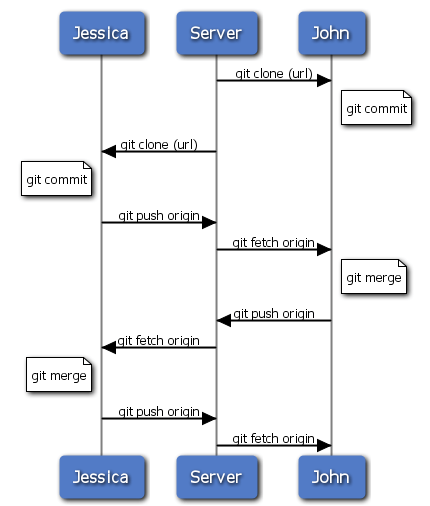 Jessica Server John
git clone (url)
git commit
git clone (url)
git commit
git push origin
git fetch origin
git merge
git push origin
git fetch origin
git merge
git push origin
git fetch origin
Jessica Server John